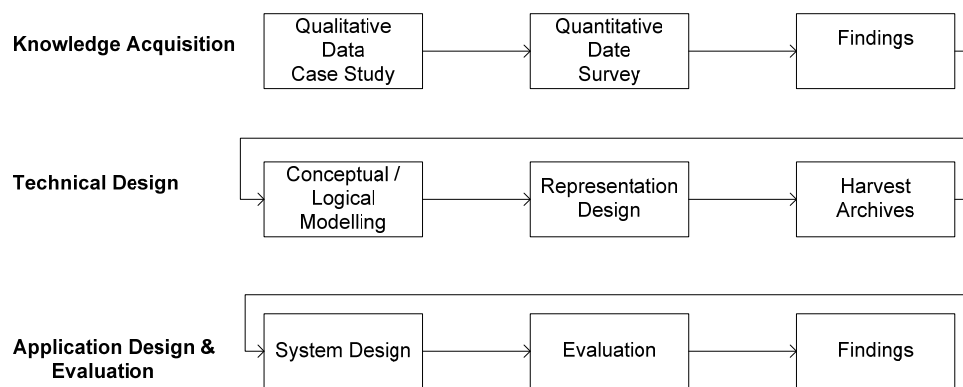 Knowledge Acquisition
Qualitative
Data
Case Study
Quantitative
Date
Survey
Findings
Technical Design
Conceptual /
Logical
Modelling
Representation
Design
Harvest
Archives
Application Design &
Evaluation
System Design
Evaluation
Findings